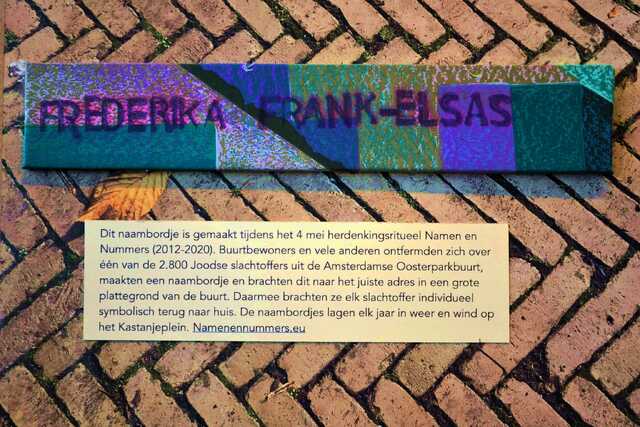 FREDERIKA FRANK-ELSAS
Dit naambordje is gemaakt tijdens het 4 mei herdenkingsritueel Namen en
Nummers (2012-2020). Buurtbewoners en vele anderen ontfermden zich over
één van de 2.800 Joodse slachtoffers uit de Amsterdamse Oosterparkbuurt,
maakten een naambordje en brachten dit naar het juiste adres in een grote
plattegrond van de buurt. Daarmee brachten ze elk slachtoffer individueel
symbolisch terug naar huis. De naambordjes lagen elk jaar in weer en wind op
het Kastanjeplein. Namenennummers.eu